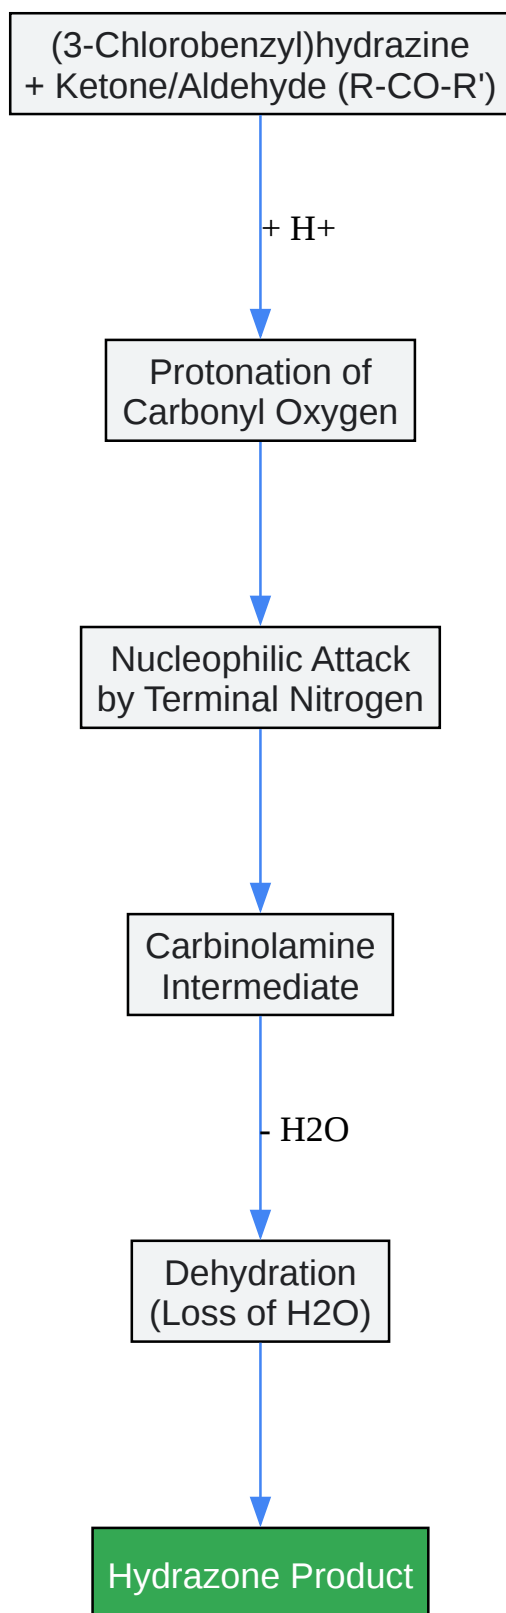 (3-Chlorobenzyl)hydrazine
+ Ketone/Aldehyde (R-CO-R')
+ H+
Protonation of
Carbonyl Oxygen
Nucleophilic Attack
by Terminal Nitrogen
Carbinolamine
Intermediate
- H2O
Dehydration
(Loss of H2O)
Hydrazone Product